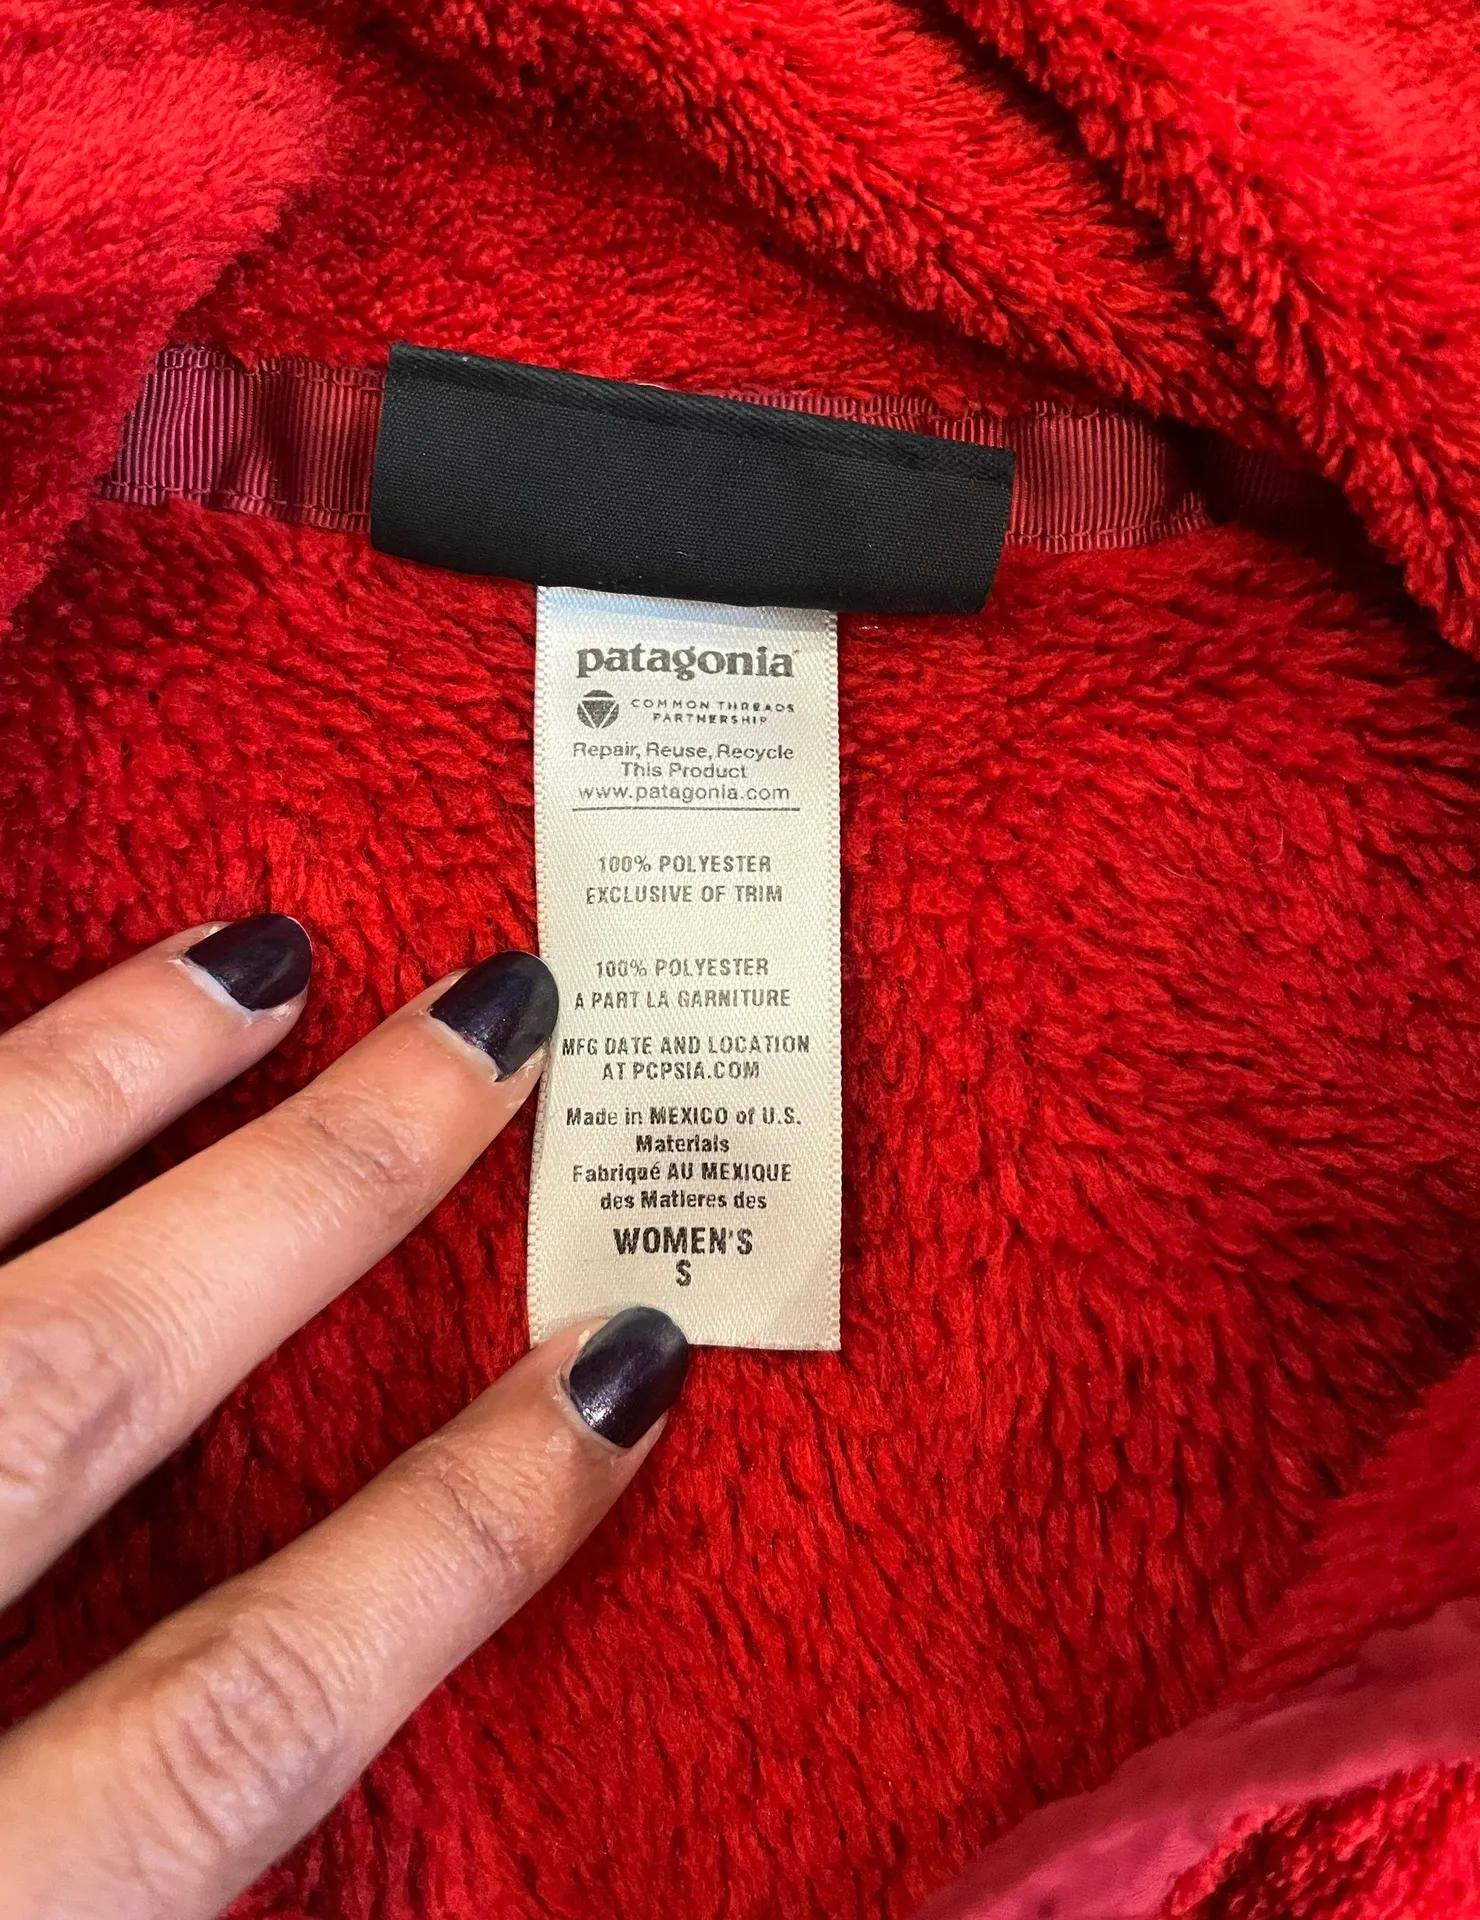 patagonia
COMMON THREADS
PARTNERSHIP
Repair, Reuse, Recycle
This Product
www.patagonia.com
100% POLYESTER
EXCLUSIVE OF TRIM
100% POLYESTER
A PART LA GARNITURE
MFG DATE AND LOCATION
AT PCPSIA.COM
Made in MEXICO of U.S.
Materials
Fabriqué AU MEXIQUE
des Matieres des
WOMEN'S
S